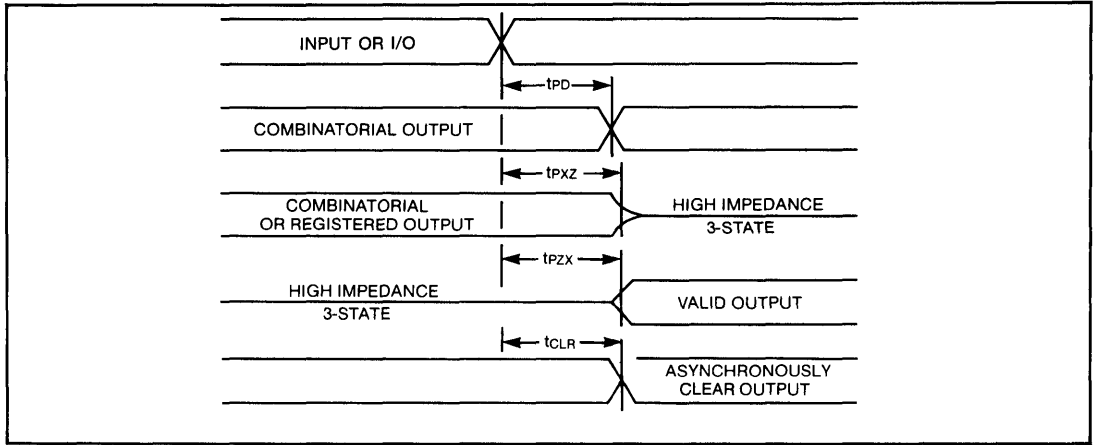 INPUT OR I/O
tPD
COMBINATORIAL OUTPUT
tPXZ
COMBINATORIAL
OR REGISTERED OUTPUT
HIGH IMPEDANCE
3-STATE
tPZX
HIGH IMPEDANCE
3-STATE
VALID OUTPUT
tCLR
ASYNCHRONOUSLY
CLEAR OUTPUT